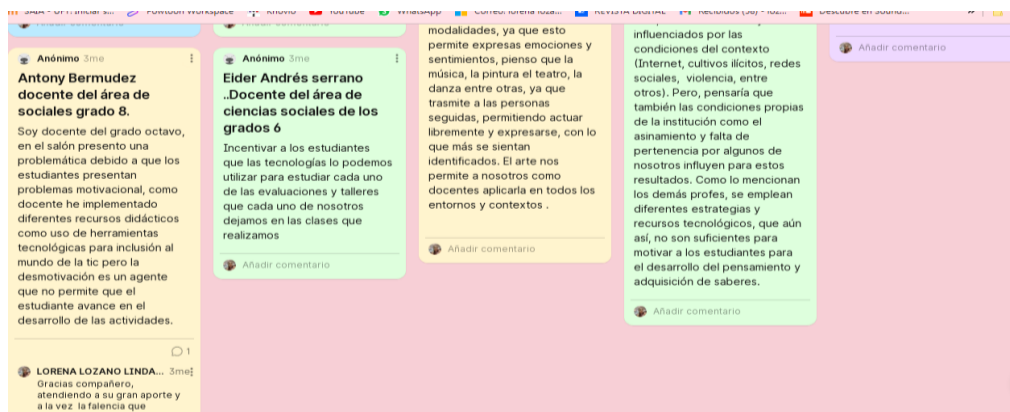 YouTube
WhatsApp
REVISTA DIGITAL
Añadir comentario
Anónimo 3me
Antony Bermudez
docente del área de
sociales grado 8.
Soy docente del grado octavo,
en el salón presento una
problemática debido a que los
estudiantes presentan
problemas motivacional, como
docente he implementado
diferentes recursos didácticos
como uso de herramientas
tecnológicas para inclusión al
mundo de la tic pero la
desmotivación es un agente
que no permite que el
estudiante avance en el
desarrollo de las actividades.
1
LORENA LOZANO LINDA... 3me
Gracias compañero,
atendiendo a su gran aporte y
a la vez la falencia que
Añadir comentario
Anónimo 3me
Eider Andrés serrano
..Docente del área de
ciencias sociales de los
grados 6
Incentivar a los estudiantes
que las tecnologías lo podemos
utilizar para estudiar cada uno
de las evaluaciones y talleres
que cada uno de nosotros
dejamos en las clases que
realizamos
Añadir comentario
modalidades, ya que esto
permite expresas emociones y
sentimientos, pienso que la
música, la pintura el teatro, la
danza entre otras, ya que
trasmite a las personas
seguidas, permitiendo actuar
libremente y expresarse, con lo
que más se sientan
identificados. El arte nos
permite a nosotros como
docentes aplicarla en todos los
entornos y contextos .
Añadir comentario
influenciados por las
condiciones del contexto
(Internet, cultivos ilícitos, redes
sociales, violencia, entre
otros). Pero, pensaría que
también las condiciones propias
de la institución como el
asinamiento y falta de
pertenencia por algunos de
nosotros influyen para estos
resultados. Como lo mencionan
los demás profes, se emplean
diferentes estrategias y
recursos tecnológicos, que aún
así, no son suficientes para
motivar a los estudiantes para
el desarrollo del pensamiento y
adquisición de saberes.
Añadir comentario
Añadir comentario